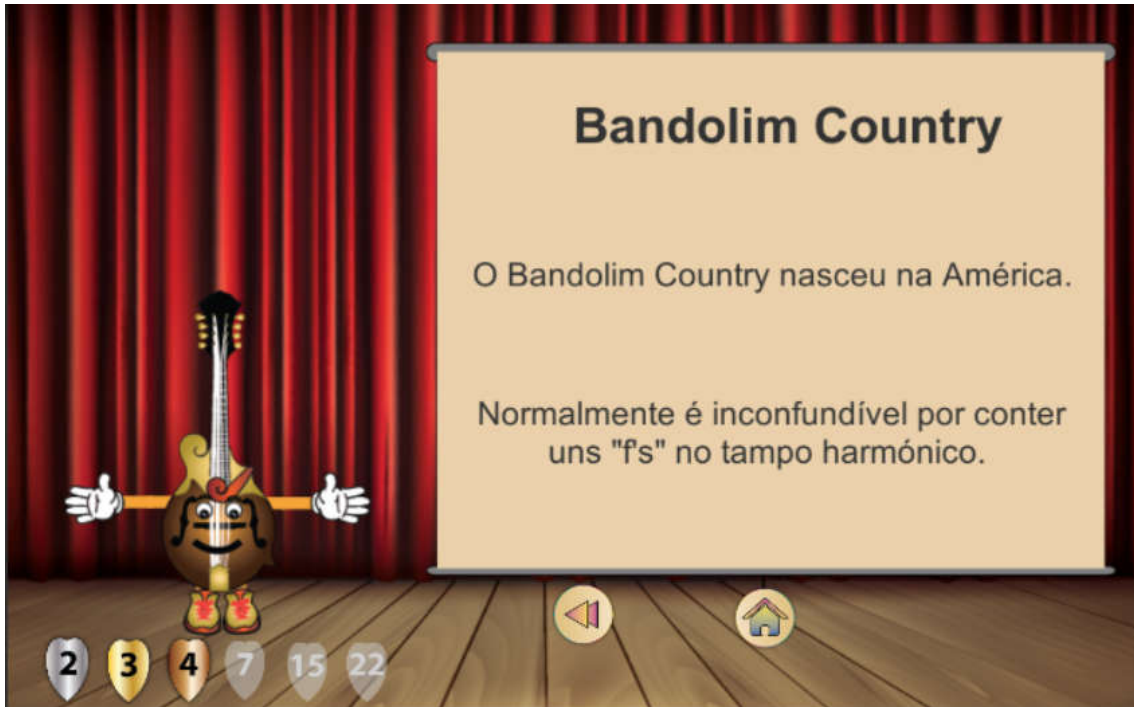 Bandolim Country
O Bandolim Country nasceu na América.
Normalmente é inconfundível por conter
uns "f's" no tampo harmónico.
2 3 4 7 15 22